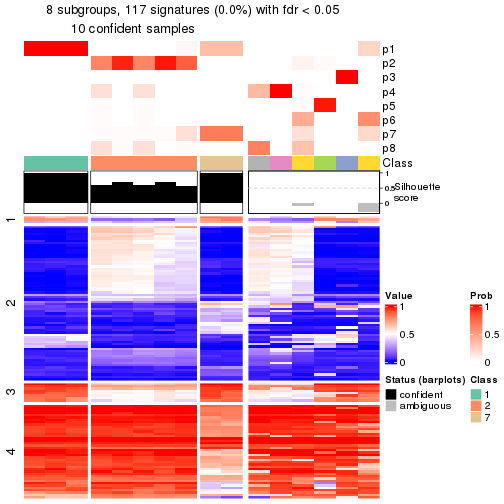 8 subgroups, 117 signatures (0.0%) with fdr < 0.05
10 confident samples
p1
p2
p3
p4
p5
p6
p7
p8
Class
1
0.5
0
Silhouette
score
1
2
3
4
Value
1
0.5
0
Prob
1
0.5
0
Status (barplots)
confident
ambiguous
Class
1
2
7